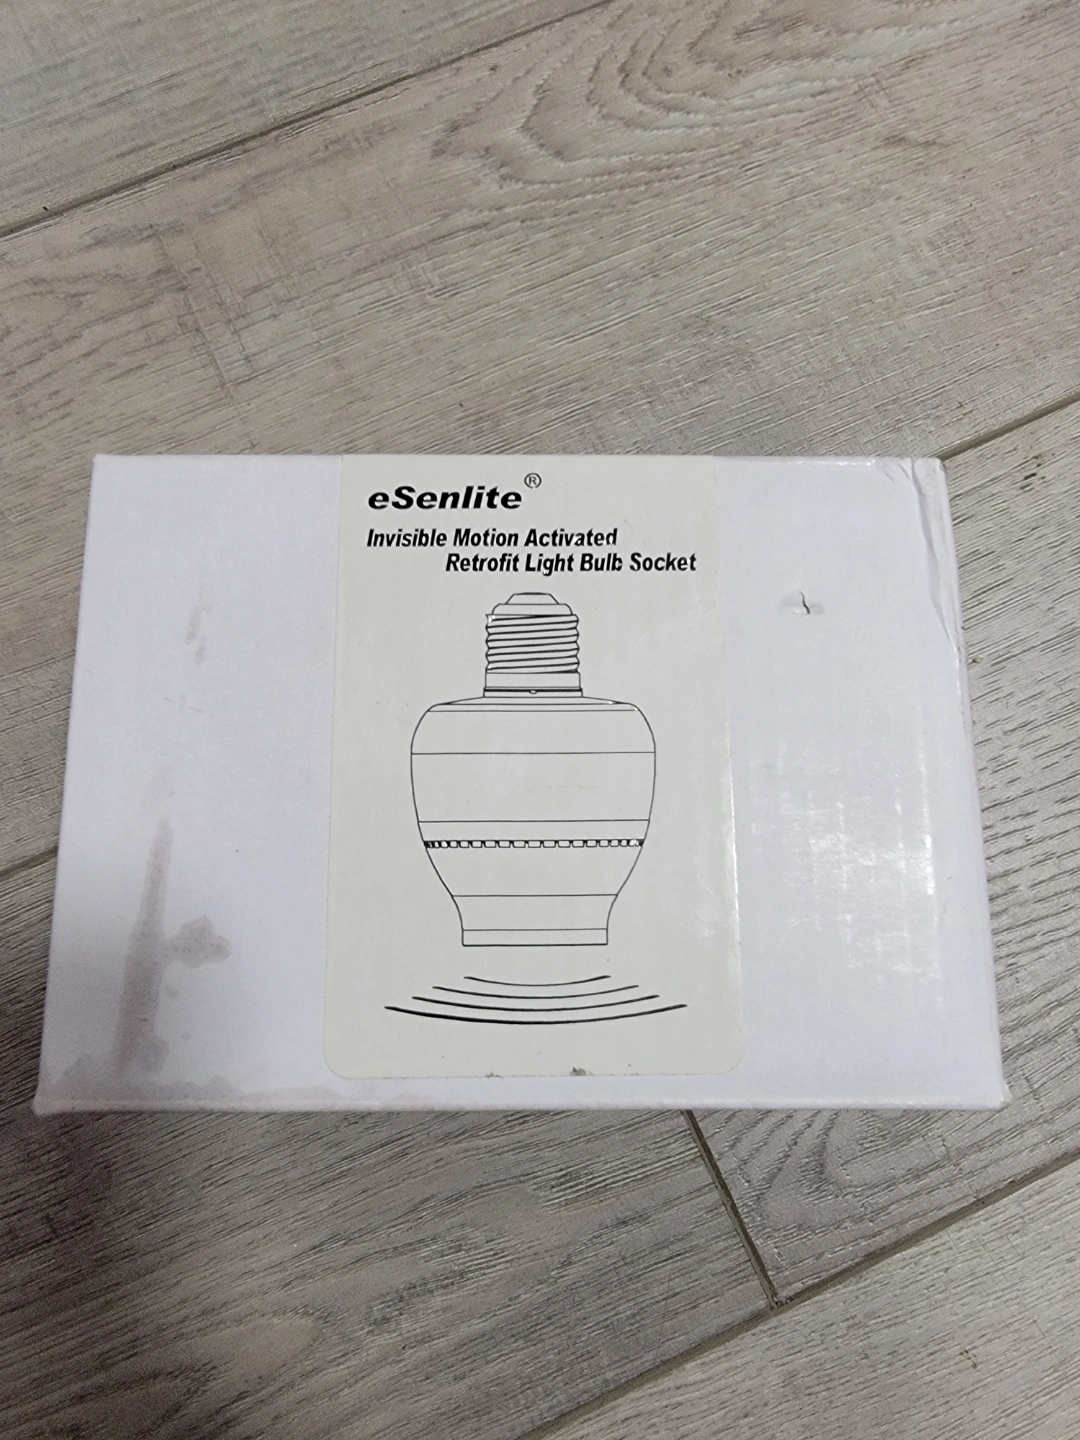 eSenlite®
Invisible Motion Activated
Retrofit Light Bulb Socket